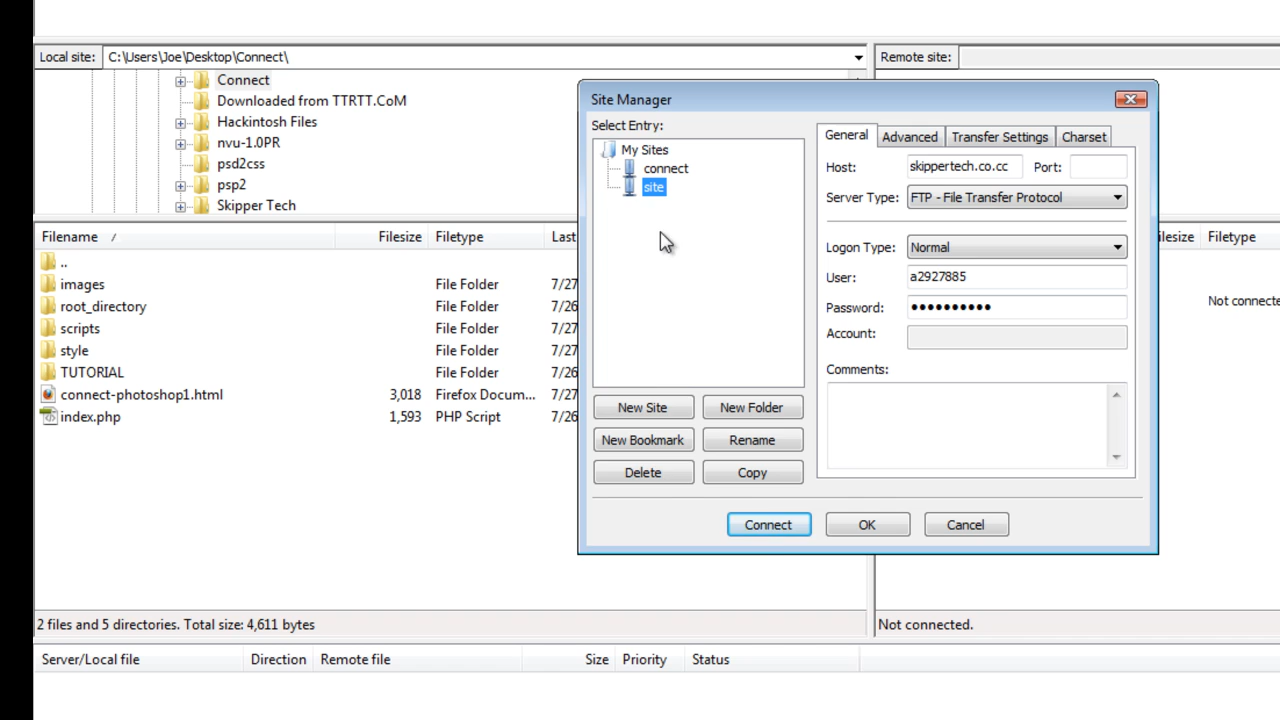 Local site: C:\Users\Joe\Desktop\Connect\
Remote site:
Connect
Downloaded from TTRTT.CoM
Hackintosh Files
nvu-1.0PR
psd2css
psp2
Skipper Tech
Filename / Filesize Filetype Last
..
images File Folder 7/27
root_directory File Folder 7/26
scripts File Folder 7/27
style File Folder 7/27
TUTORIAL File Folder 7/26
connect-photoshop1.html 3,018 Firefox Docum... 7/27
index.php 1,593 PHP Script 7/26
2 files and 5 directories. Total size: 4,611 bytes
Site Manager
Select Entry:
My Sites
connect
site
New Site New Folder
New Bookmark Rename
Delete Copy
General Advanced Transfer Settings Charset
Host: skippertech.co.cc Port:
Server Type: FTP - File Transfer Protocol
Logon Type: Normal
User: a2927885
Password: ●●●●●●●●●●
Account:
Comments:
Connect OK Cancel
ilesize Filetype
Not connecte
Not connected.
Server/Local file Direction Remote file Size Priority Status